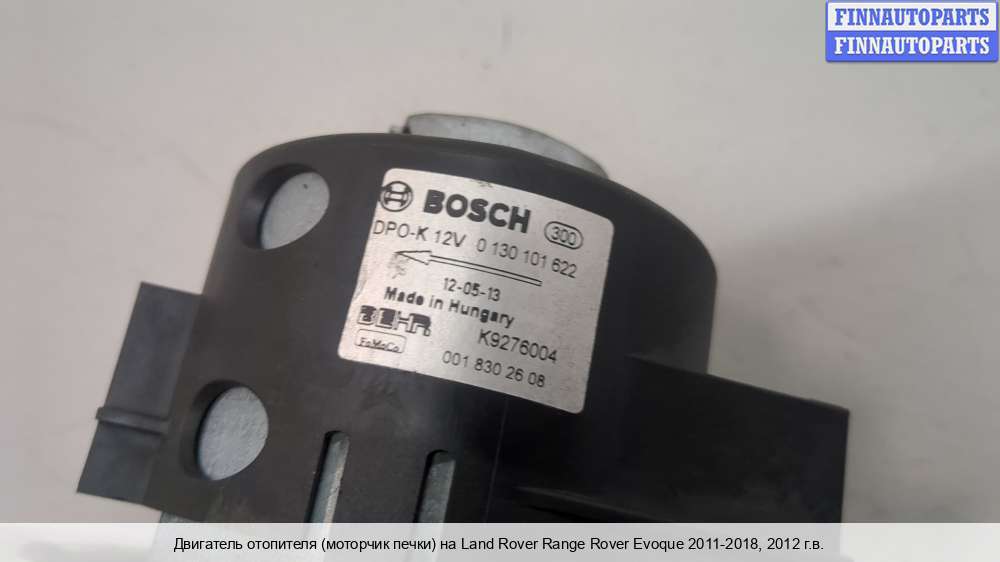 FINNAUTOPARTS
FINNAUTOPARTS
BOSCH 300
DPO-K 12V 0 130 101 622
12-05-13
Made in Hungary
BEHR K9276004
FoMoCo 001 830 26 08
Двигатель отопителя (моторчик печки) на Land Rover Range Rover Evoque 2011-2018, 2012 г.в.